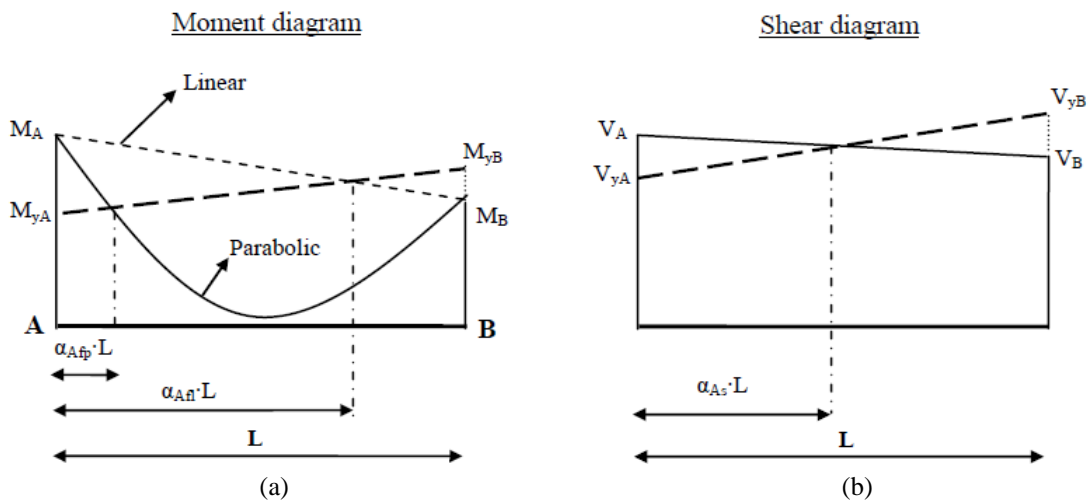 Moment diagram
Shear diagram
Linear
M_A
M_yB
M_yA
M_B
Parabolic
A
B
α_Afp·L
α_Afl·L
L
(a)
V_yB
V_A
V_B
V_yA
α_As·L
L
(b)